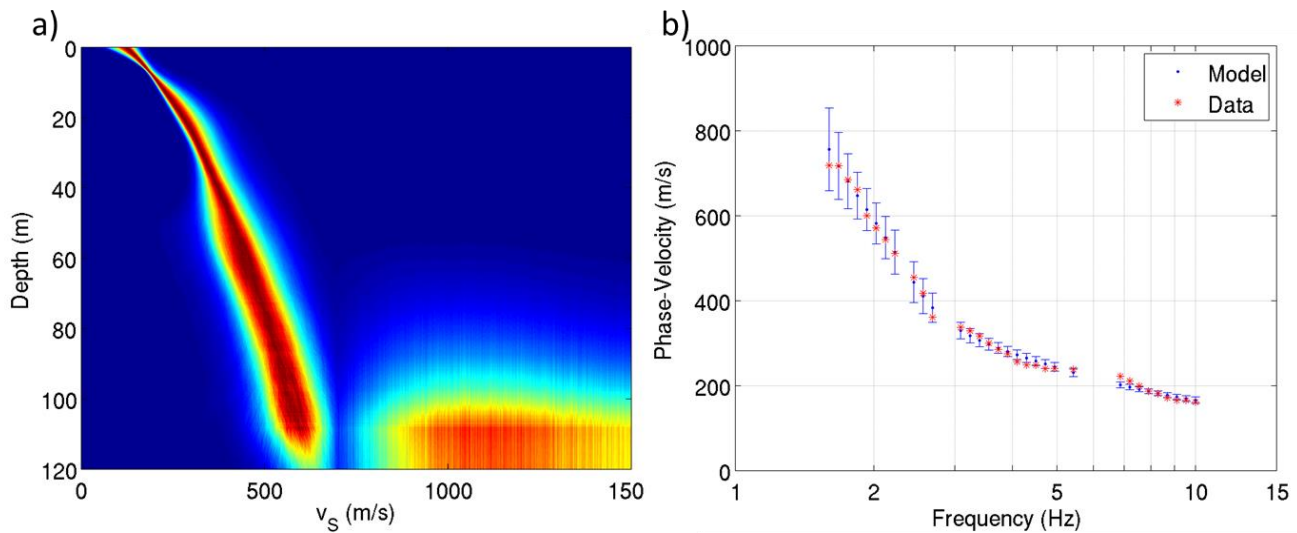 a)
0
20
40
60
80
100
120
Depth (m)
0 500 1000 150
v_S (m/s)
b)
1000
800
600
400
200
0
Phase-Velocity (m/s)
Model
Data
1 2 5 10 15
Frequency (Hz)